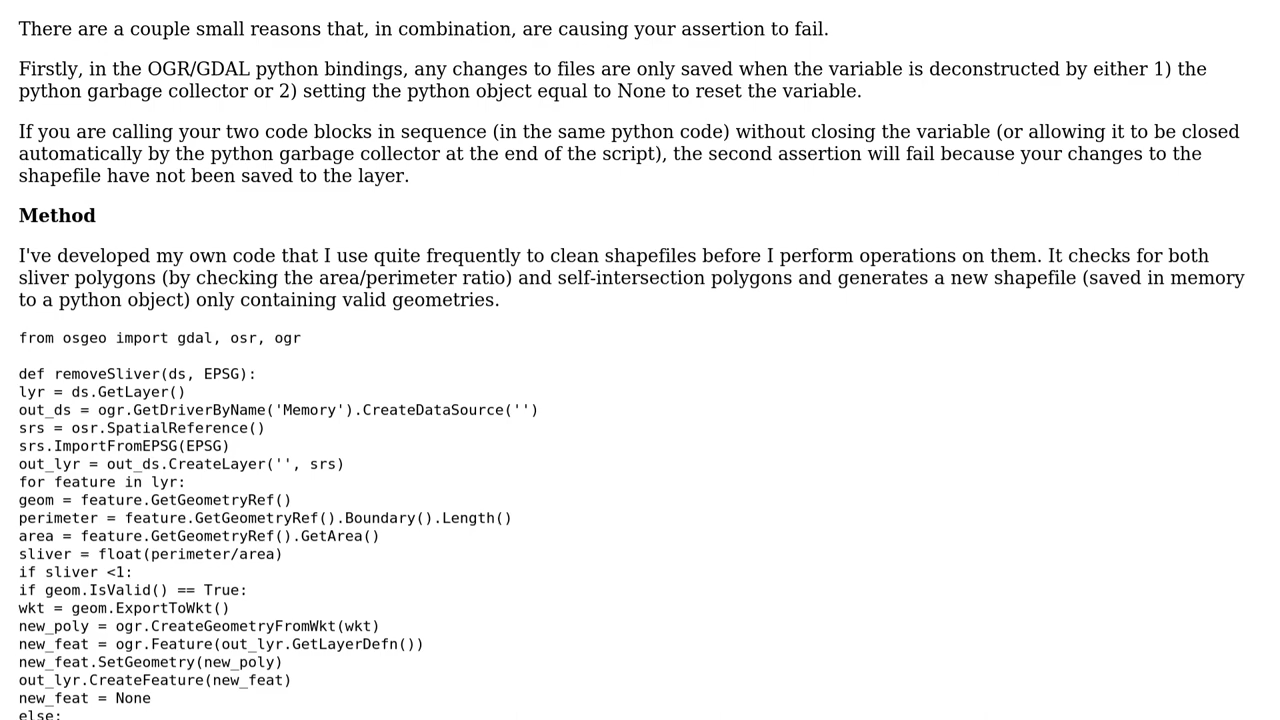 There are a couple small reasons that, in combination, are causing your assertion to fail.
Firstly, in the OGR/GDAL python bindings, any changes to files are only saved when the variable is deconstructed by either 1) the
python garbage collector or 2) setting the python object equal to None to reset the variable.
If you are calling your two code blocks in sequence (in the same python code) without closing the variable (or allowing it to be closed
automatically by the python garbage collector at the end of the script), the second assertion will fail because your changes to the
shapefile have not been saved to the layer.
Method
I've developed my own code that I use quite frequently to clean shapefiles before I perform operations on them. It checks for both
sliver polygons (by checking the area/perimeter ratio) and self-intersection polygons and generates a new shapefile (saved in memory
to a python object) only containing valid geometries.
from osgeo import gdal, osr, ogr
def removeSliver(ds, EPSG):
lyr = ds.GetLayer()
out_ds = ogr.GetDriverByName('Memory').CreateDataSource('')
srs = osr.SpatialReference()
srs.ImportFromEPSG(EPSG)
out_lyr = out_ds.CreateLayer('', srs)
for feature in lyr:
geom = feature.GetGeometryRef()
perimeter = feature.GetGeometryRef().Boundary().Length()
area = feature.GetGeometryRef().GetArea()
sliver = float(perimeter/area)
if sliver <1:
if geom.IsValid() == True:
wkt = geom.ExportToWkt()
new_poly = ogr.CreateGeometryFromWkt(wkt)
new_feat = ogr.Feature(out_lyr.GetLayerDefn())
new_feat.SetGeometry(new_poly)
out_lyr.CreateFeature(new_feat)
new_feat = None
else: